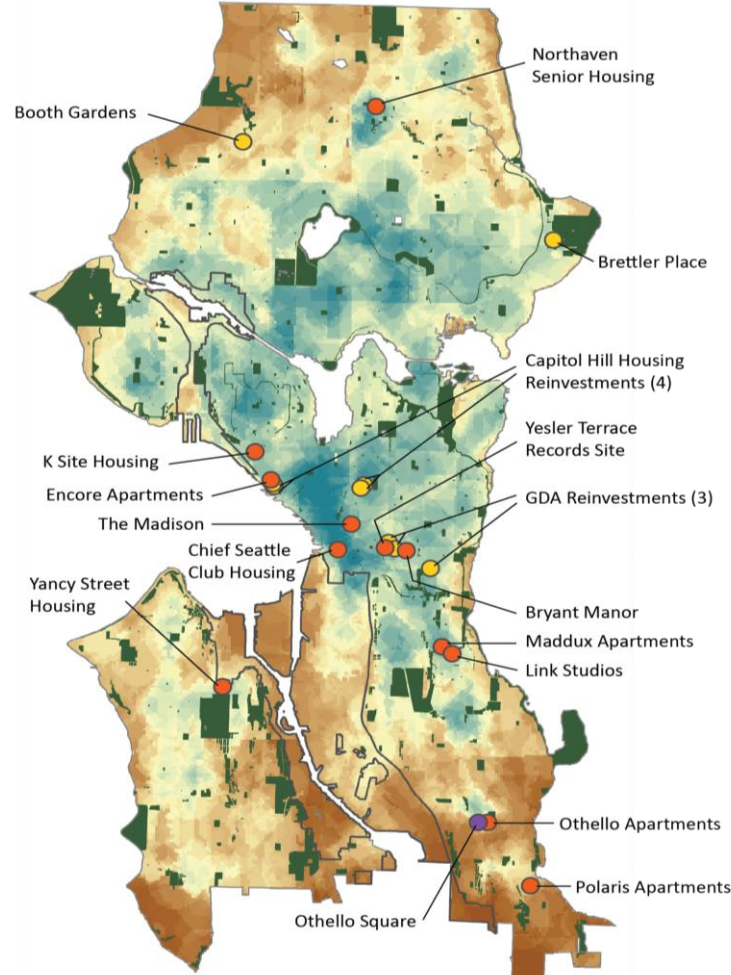 Northaven
Senior Housing
Booth Gardens
Brettler Place
Capitol Hill Housing
Reinvestments (4)
Yesler Terrace
Records Site
K Site Housing
Encore Apartments
GDA Reinvestments (3)
The Madison
Chief Seattle
Club Housing
Yancy Street
Housing
Bryant Manor
Maddux Apartments
Link Studios
Othello Apartments
Polaris Apartments
Othello Square